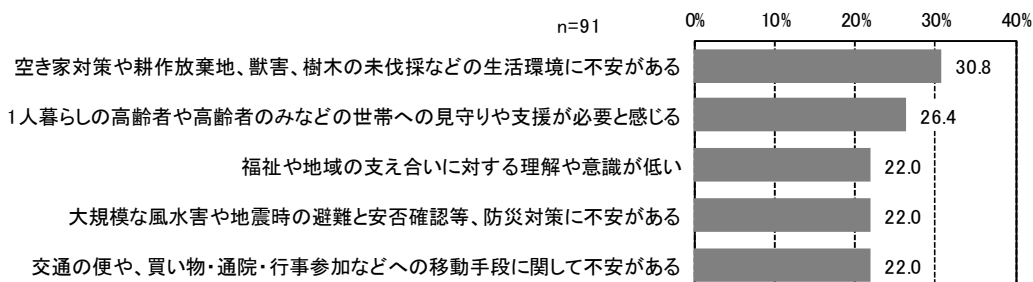 n=91
0% 10% 20% 30% 40%
空き家対策や耕作放棄地、獣害、樹木の未伐採などの生活環境に不安がある 30.8
1人暮らしの高齢者や高齢者のみなどの世帯への見守りや支援が必要と感じる 26.4
福祉や地域の支え合いに対する理解や意識が低い 22.0
大規模な風水害や地震時の避難と安否確認等、防災対策に不安がある 22.0
交通の便や、買い物・通院・行事参加などへの移動手段に関して不安がある 22.0